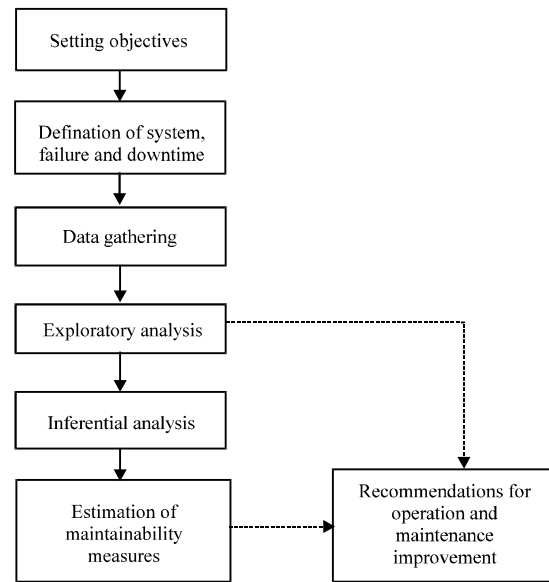 Setting objectives
Defination of system,
failure and downtime
Data gathering
Exploratory analysis
Inferential analysis
Estimation of
maintainability
measures
Recommendations for
operation and
maintenance
improvement